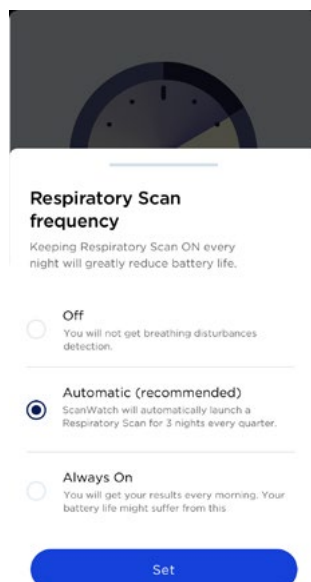 Respiratory Scan
frequency
Keeping Respiratory Scan ON every
night will greatly reduce battery life.
Off
You will not get breathing disturbances
detection.
Automatic (recommended)
ScanWatch will automatically launch a
Respiratory Scan for 3 nights every quarter.
Always On
You will get your results every morning. Your
battery life might suffer from this
Set